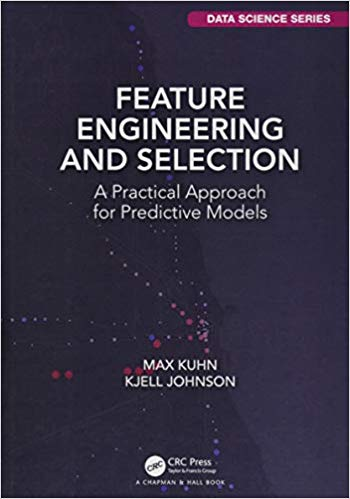 DATA SCIENCE SERIES
FEATURE
ENGINEERING
AND SELECTION
A Practical Approach
for Predictive Models
MAX KUHN
KJELL JOHNSON
CRC
CRC Press
Taylor & Francis Group
A CHAPMAN & HALL BOOK